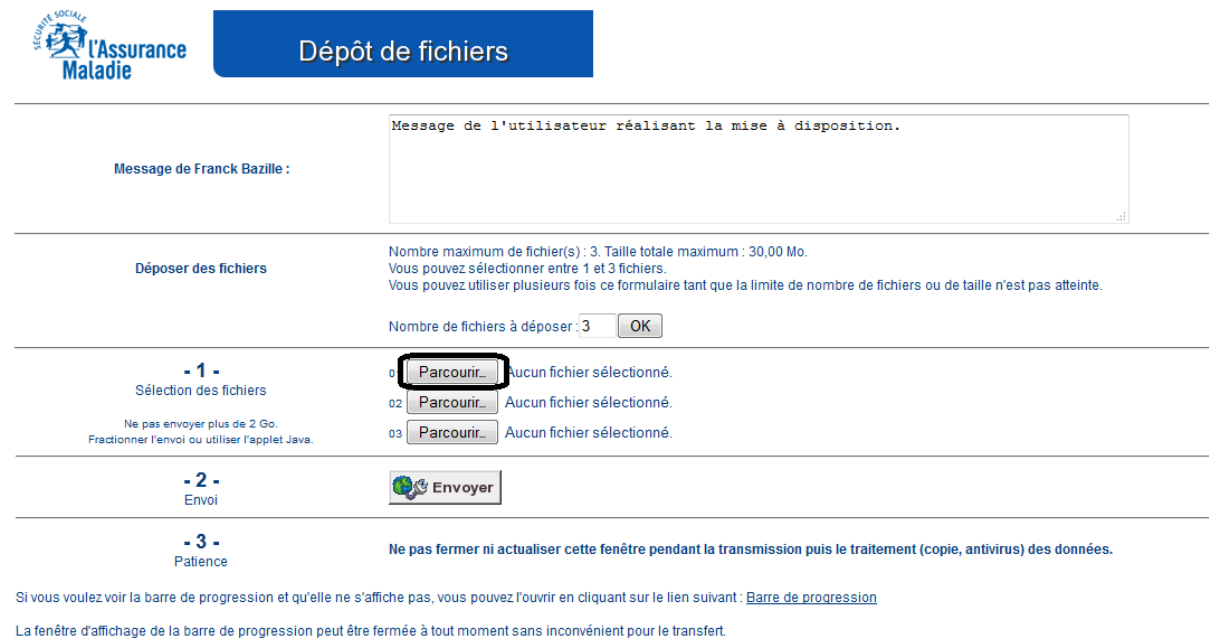 SÉCURITÉ SOCIALE
l'Assurance
Maladie
Dépôt de fichiers
Message de Franck Bazille :
Message de l'utilisateur réalisant la mise à disposition.
Déposer des fichiers
Nombre maximum de fichier(s) : 3. Taille totale maximum : 30,00 Mo.
Vous pouvez sélectionner entre 1 et 3 fichiers.
Vous pouvez utiliser plusieurs fois ce formulaire tant que la limite de nombre de fichiers ou de taille n'est pas atteinte.
Nombre de fichiers à déposer : 3 OK
- 1 -
Sélection des fichiers
Ne pas envoyer plus de 2 Go.
Fractionner l'envoi ou utiliser l'applet Java.
Parcourir... Aucun fichier sélectionné.
02 Parcourir... Aucun fichier sélectionné.
03 Parcourir... Aucun fichier sélectionné.
- 2 -
Envoi
Envoyer
- 3 -
Patience
Ne pas fermer ni actualiser cette fenêtre pendant la transmission puis le traitement (copie, antivirus) des données.
Si vous voulez voir la barre de progression et qu'elle ne s'affiche pas, vous pouvez l'ouvrir en cliquant sur le lien suivant : Barre de progression
La fenêtre d'affichage de la barre de progression peut être fermée à tout moment sans inconvénient pour le transfert.